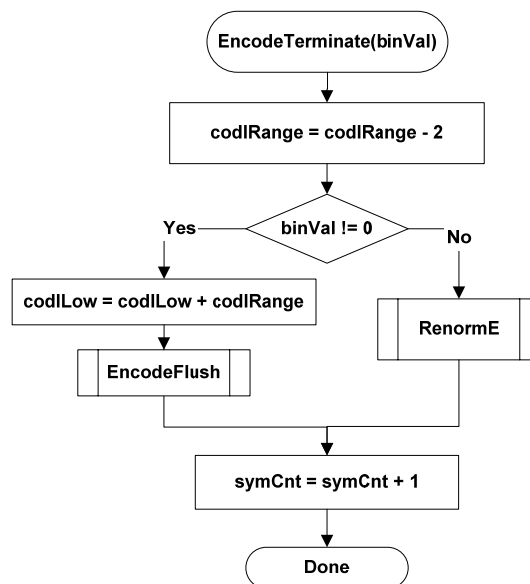 EncodeTerminate(binVal)
codIRange = codIRange - 2
binVal != 0
Yes
No
codILow = codILow + codIRange
RenormE
EncodeFlush
symCnt = symCnt + 1
Done